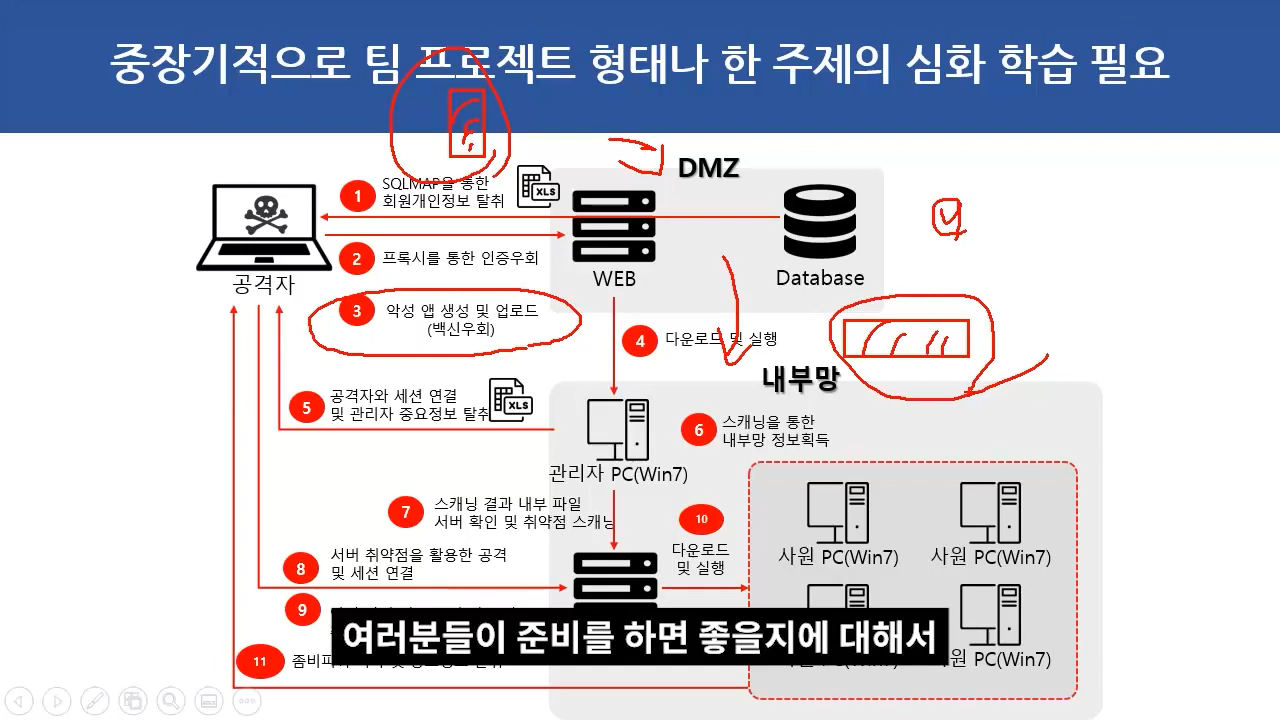 중장기적으로 팀 프로젝트 형태나 한 주제의 심화 학습 필요
DMZ
1
SQLMAP을 통한
회원개인정보 탈취
XLS
2
프록시를 통한 인증우회
공격자
WEB
Database
3
악성 앱 생성 및 업로드
(백신우회)
4
다운로드 및 실행
내부망
5
공격자와 세션 연결
및 관리자 중요정보 탈취
XLS
6
스캐닝을 통한
내부망 정보획득
관리자 PC(Win7)
7
스캐닝 결과 내부 파일
서버 확인 및 취약점 스캐닝
10
다운로드
및 실행
사원 PC(Win7)
사원 PC(Win7)
8
서버 취약점을 활용한 공격
및 세션 연결
9
여러분들이 준비를 하면 좋을지에 대해서
11
사원 PC(Win7)
사원 PC(Win7)